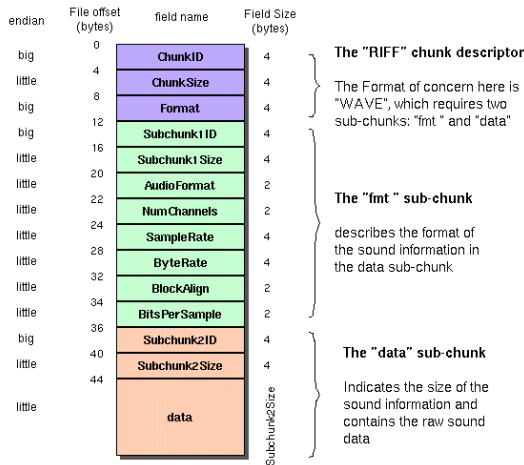 endian File offset (bytes) field name Field Size (bytes)
0
big ChunkID 4
4
little ChunkSize 4
8
big Format 4
12
big Subchunk1ID 4
16
little Subchunk1Size 4
20
little AudioFormat 2
22
little NumChannels 2
24
little SampleRate 4
28
little ByteRate 4
32
little BlockAlign 2
34
little BitsPerSample 2
36
big Subchunk2ID 4
40
little Subchunk2Size 4
44
little data Subchunk2Size
The "RIFF" chunk descriptor
The Format of concern here is
"WAVE", which requires two
sub-chunks: "fmt " and "data"
The "fmt " sub-chunk
describes the format of
the sound information in
the data sub-chunk
The "data" sub-chunk
Indicates the size of the
sound information and
contains the raw sound
data